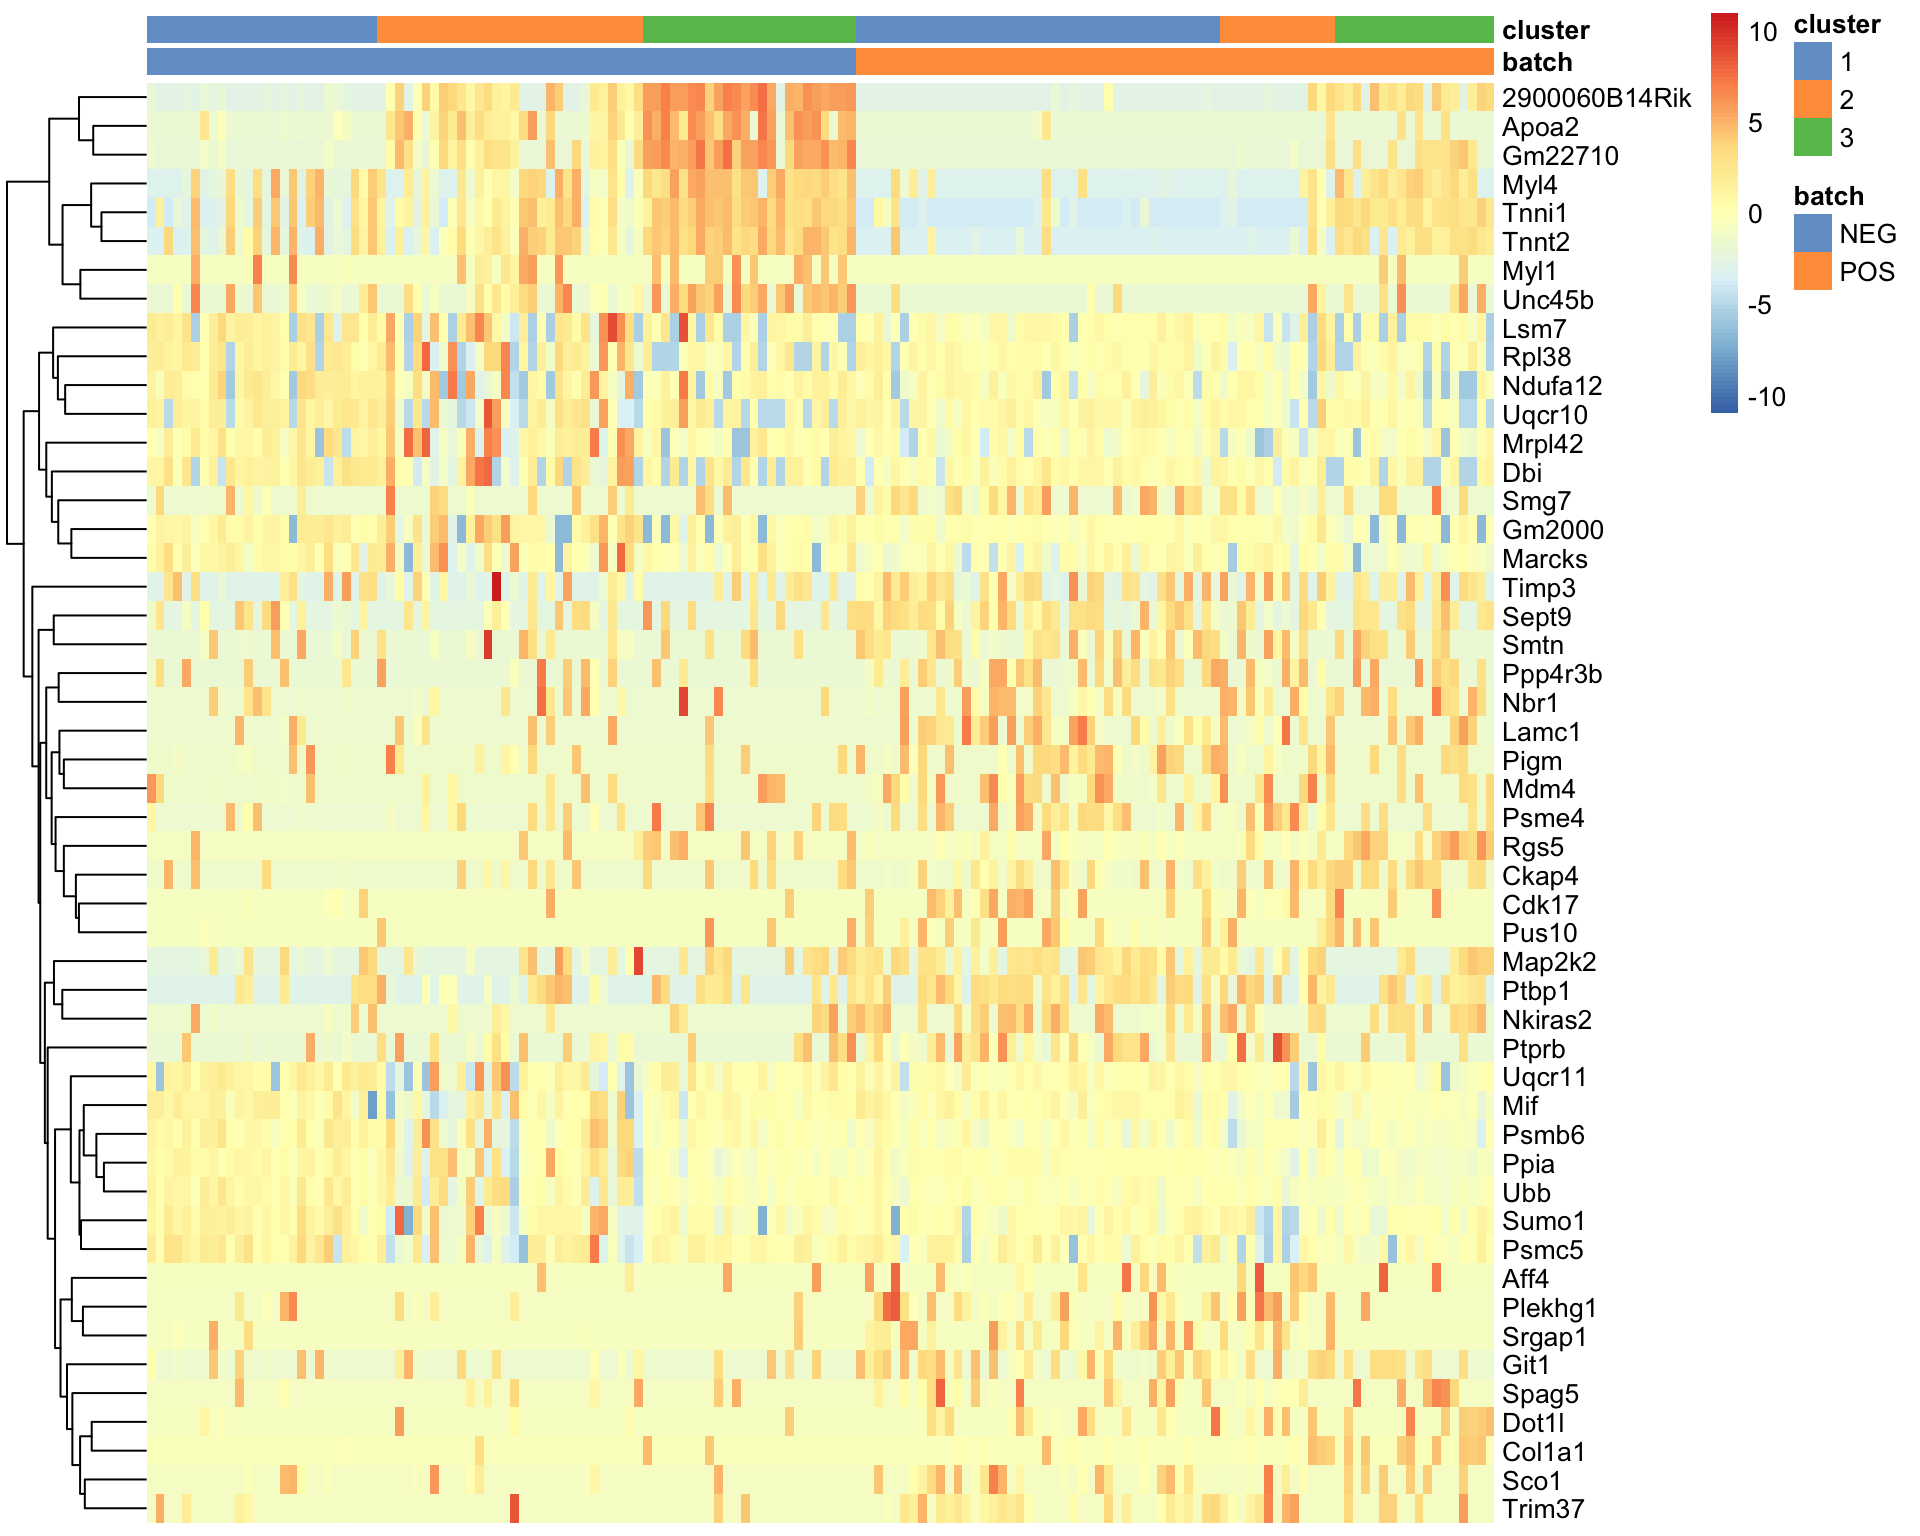 cluster
batch
2900060B14Rik
Apoa2
Gm22710
Myl4
Tnni1
Tnnt2
Myl1
Unc45b
Lsm7
Rpl38
Ndufa12
Uqcr10
Mrpl42
Dbi
Smg7
Gm2000
Marcks
Timp3
Sept9
Smtn
Ppp4r3b
Nbr1
Lamc1
Pigm
Mdm4
Psme4
Rgs5
Ckap4
Cdk17
Pus10
Map2k2
Ptbp1
Nkiras2
Ptprb
Uqcr11
Mif
Psmb6
Ppia
Ubb
Sumo1
Psmc5
Aff4
Plekhg1
Srgap1
Git1
Spag5
Dot1l
Col1a1
Sco1
Trim37
10
5
0
-5
-10
cluster
1
2
3
batch
NEG
POS